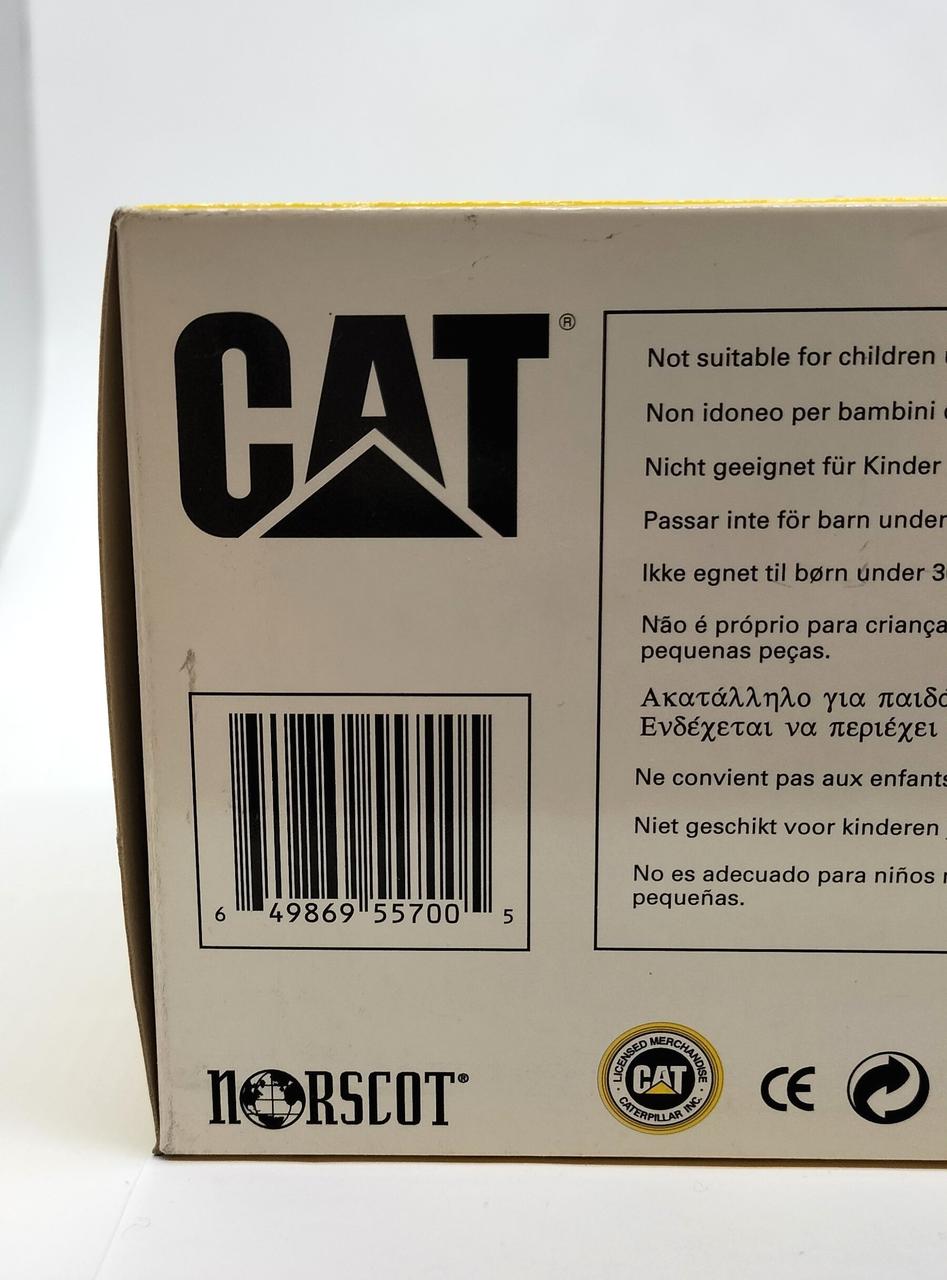 CAT®
Not suitable for children
Non idoneo per bambini
Nicht geeignet für Kinder
Passar inte för barn under
Ikke egnet til børn under
Não é próprio para criança
pequenas peças.
Ακατάλληλο για
Ενδέχεται να περιέχει
Ne convient pas aux enfants
Niet geschikt voor kinderen
No es adecuado para niños
pequeñas.
6 49869 55700 5
NORSCOT®
LICENSED MERCHANDISE
CAT
CATERPILLAR INC.
CE